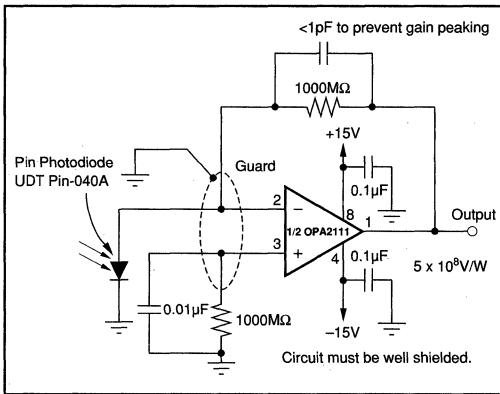 <1pF to prevent gain peaking
1000MΩ
+15V
Pin Photodiode
UDT Pin-040A
Guard
0.1µF
2
−
8
1
1/2 OPA2111
Output
3
+
4
0.1µF
5 x 10⁸V/W
0.01µF
1000MΩ
−15V
Circuit must be well shielded.